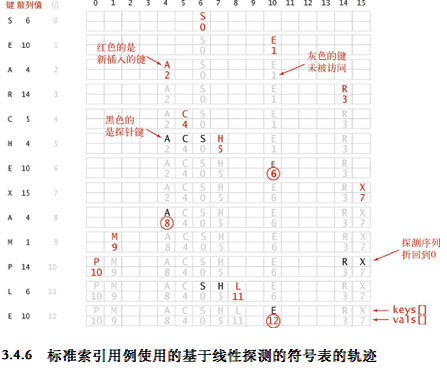 键 散列值 值 0 1 2 3 4 5 6 7 8 9 10 11 12 13 14 15
S 6 0 S
0
E 10 1 S E
0 1
红色的是
新插入的键
灰色的键
未被访问
A 4 2 A S E
2 0 1
R 14 3 A S E R
2 0 1 3
C 5 4 A C S E R
2 4 0 1 3
黑色的
是探针键
H 4 5 A C S H E R
2 4 0 5 1 3
E 10 6 A C S H E R
2 4 0 5 6 3
X 15 7 A C S H E R X
2 4 0 5 6 3 7
A 4 8 A C S H E R X
8 4 0 5 6 3 7
M 1 9 M A C S H E R X
9 8 4 0 5 6 3 7
探测序列
折回到0
P 14 10 P M A C S H E R X
10 9 8 4 0 5 6 3 7
L 6 11 P M A C S H L E R X
10 9 8 4 0 5 11 6 3 7
E 10 12 P M A C S H L E R X keys[]
10 9 8 4 0 5 11 12 3 7 vals[]
3.4.6 标准索引用例使用的基于线性探测的符号表的轨迹